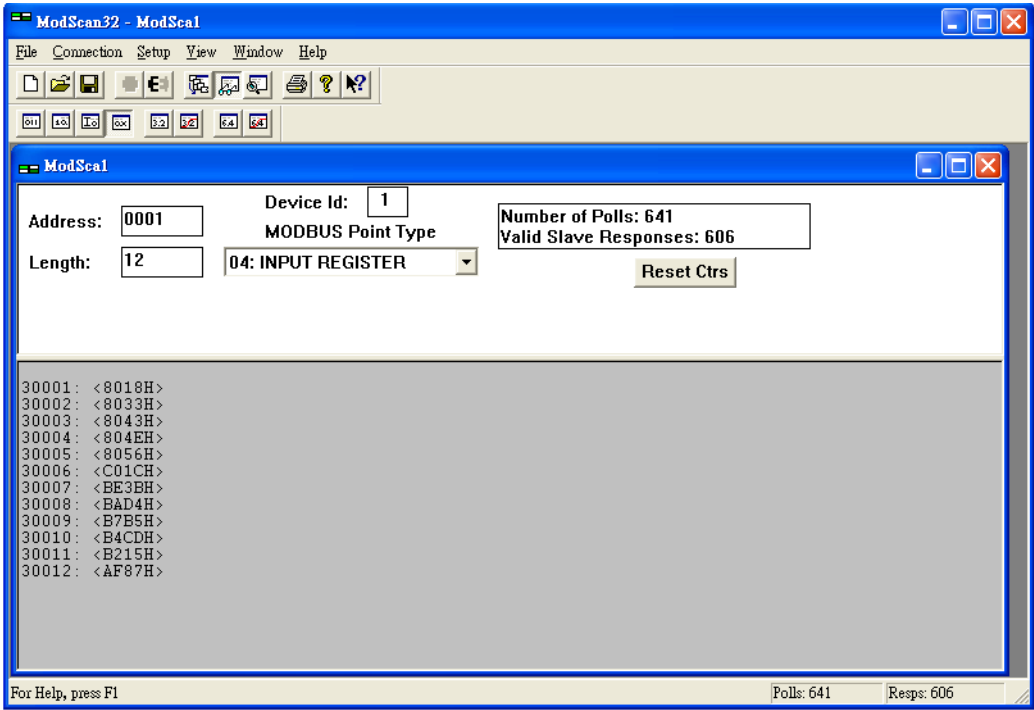 ModScan32 - ModSca1
File Connection Setup View Window Help
ModSca1
Address: 0001
Device Id: 1
MODBUS Point Type
Length: 12
04: INPUT REGISTER
Number of Polls: 641
Valid Slave Responses: 606
Reset Ctrs
30001: <8018H>
30002: <8033H>
30003: <8043H>
30004: <804EH>
30005: <8056H>
30006: <C01CH>
30007: <BE3BH>
30008: <BAD4H>
30009: <B7B5H>
30010: <B4CDH>
30011: <B215H>
30012: <AF87H>
For Help, press F1
Polls: 641
Resps: 606